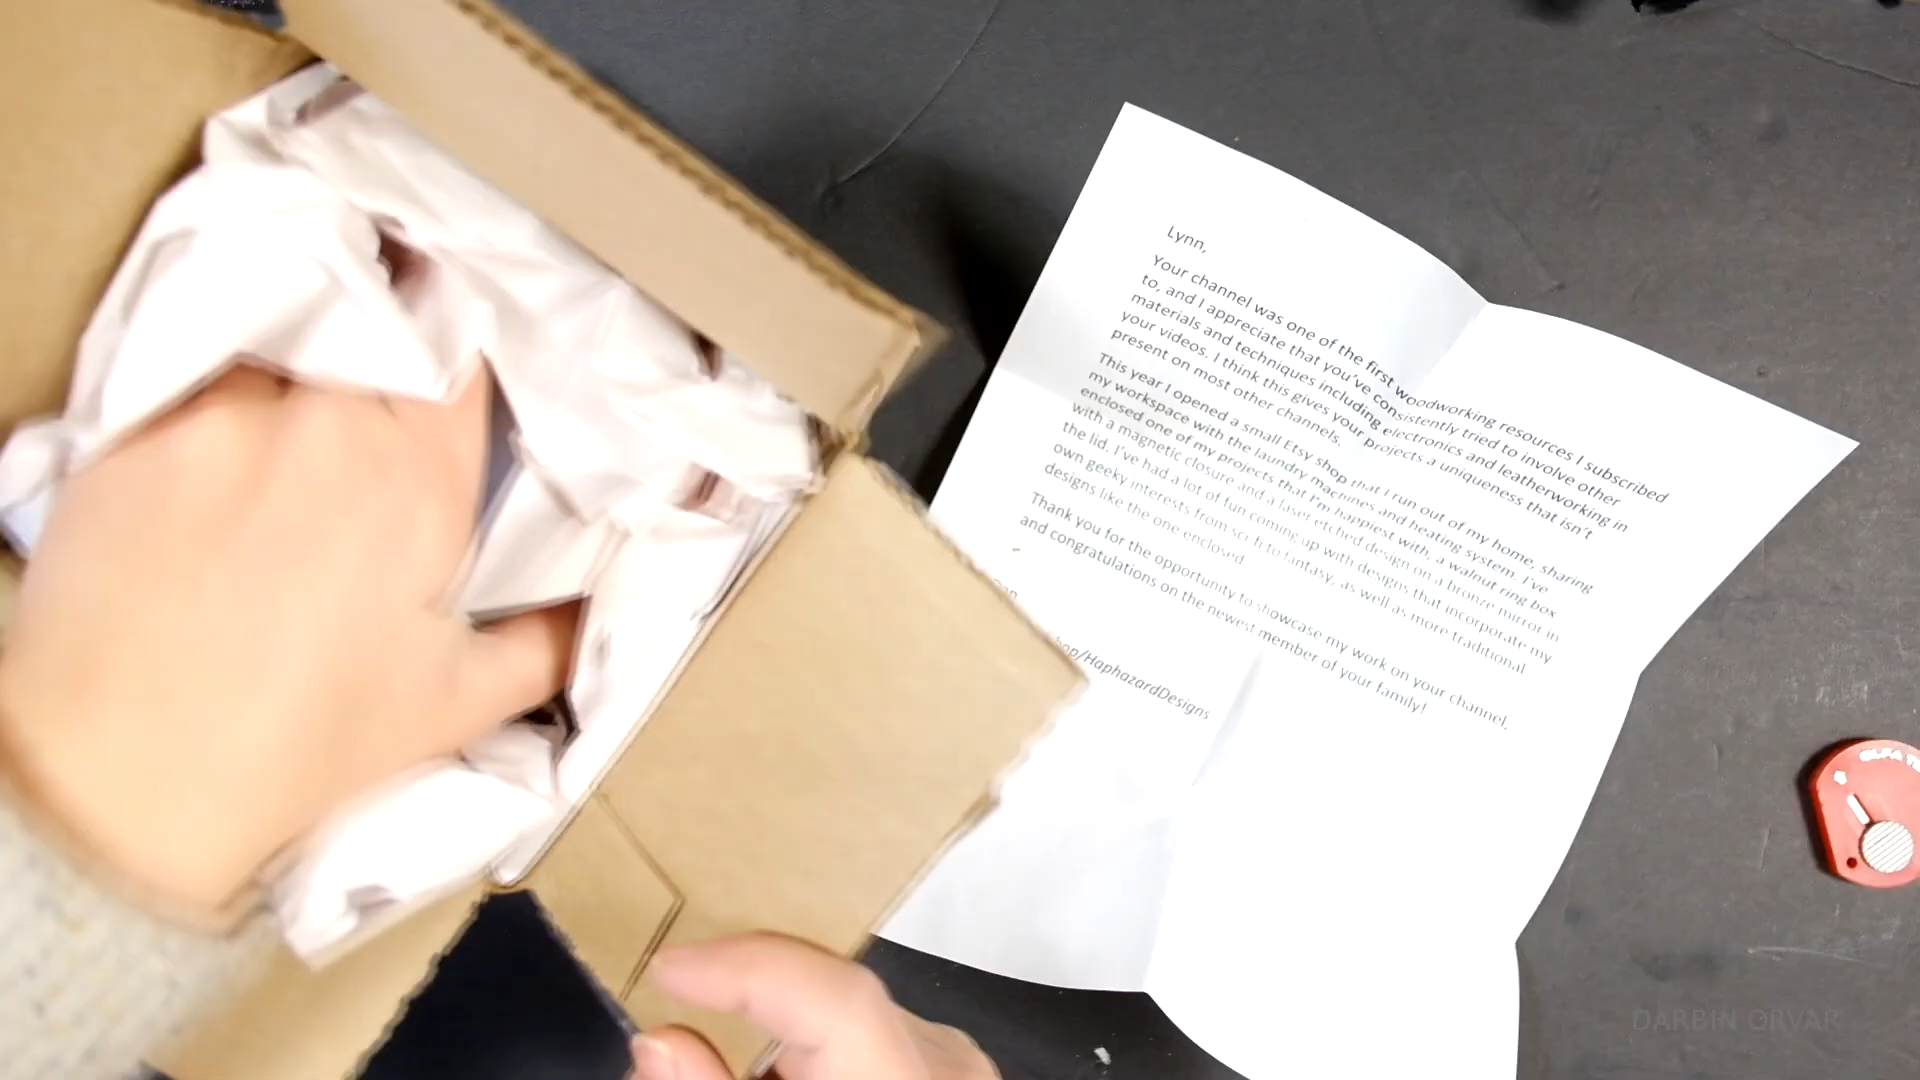 Lynn,
Your channel was one of the first woodworking resources I subscribed
to, and I appreciate that you've consistently tried to involve other
materials and techniques including electronics and leatherworking in
your videos. I think this gives your projects a uniqueness that isn't
present on most other channels.
This year I opened a small Etsy shop that I run out of my home, sharing
my workspace with the laundry machines and heating system. I've
enclosed one of my projects that I'm happiest with, a walnut ring box
with a magnetic closure and a laser etched design on a bronze mirror in
the lid. I've had a lot of fun coming up with designs that incorporate my
own geeky interests from sci fi to fantasy, as well as more traditional
designs like the one enclosed
Thank you for the opportunity to showcase my work on your channel,
and congratulations on the newest member of your family!
hop/HaphazardDesigns
OLFA
DARBIN ORVAR